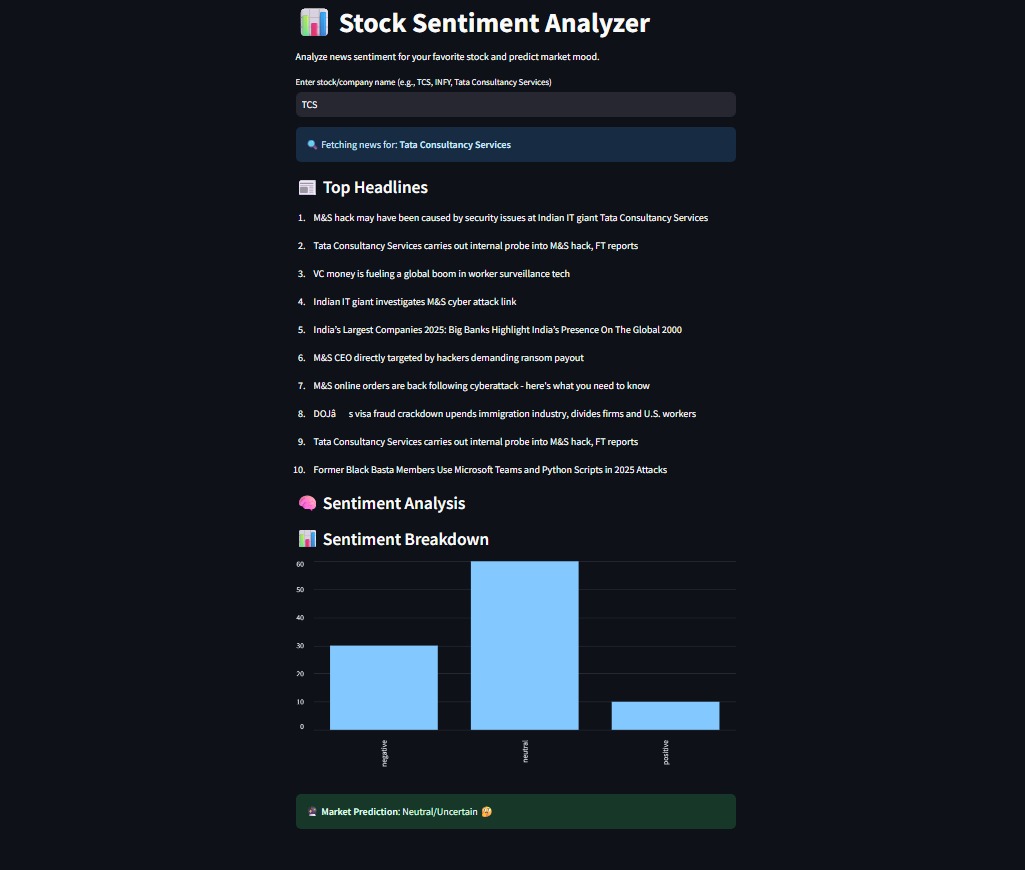 Stock Sentiment Analyzer
Analyze news sentiment for your favorite stock and predict market mood.
Enter stock/company name (e.g., TCS, INFY, Tata Consultancy Services)
TCS
Fetching news for: Tata Consultancy Services
Top Headlines
1. M&S hack may have been caused by security issues at Indian IT giant Tata Consultancy Services
2. Tata Consultancy Services carries out internal probe into M&S hack, FT reports
3. VC money is fueling a global boom in worker surveillance tech
4. Indian IT giant investigates M&S cyber attack link
5. India’s Largest Companies 2025: Big Banks Highlight India’s Presence On The Global 2000
6. M&S CEO directly targeted by hackers demanding ransom payout
7. M&S online orders are back following cyberattack - here's what you need to know
8. DOJâ s visa fraud crackdown upends immigration industry, divides firms and U.S. workers
9. Tata Consultancy Services carries out internal probe into M&S hack, FT reports
10. Former Black Basta Members Use Microsoft Teams and Python Scripts in 2025 Attacks
Sentiment Analysis
Sentiment Breakdown
60
50
40
30
20
10
0
negative
neutral
positive
Market Prediction: Neutral/Uncertain